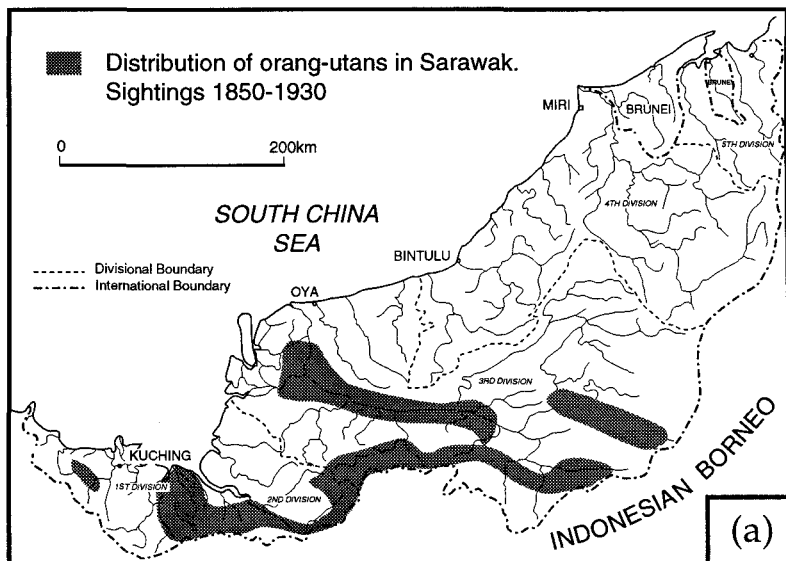 Distribution of orang-utans in Sarawak.
Sightings 1850-1930
0 200km
MIRI
BRUNEI
BRUNEI
5TH DIVISION
4TH DIVISION
SOUTH CHINA
SEA
BINTULU
Divisional Boundary
International Boundary
OYA
3RD DIVISION
KUCHING
1ST DIVISION
2ND DIVISION
INDONESIAN BORNEO
(a)